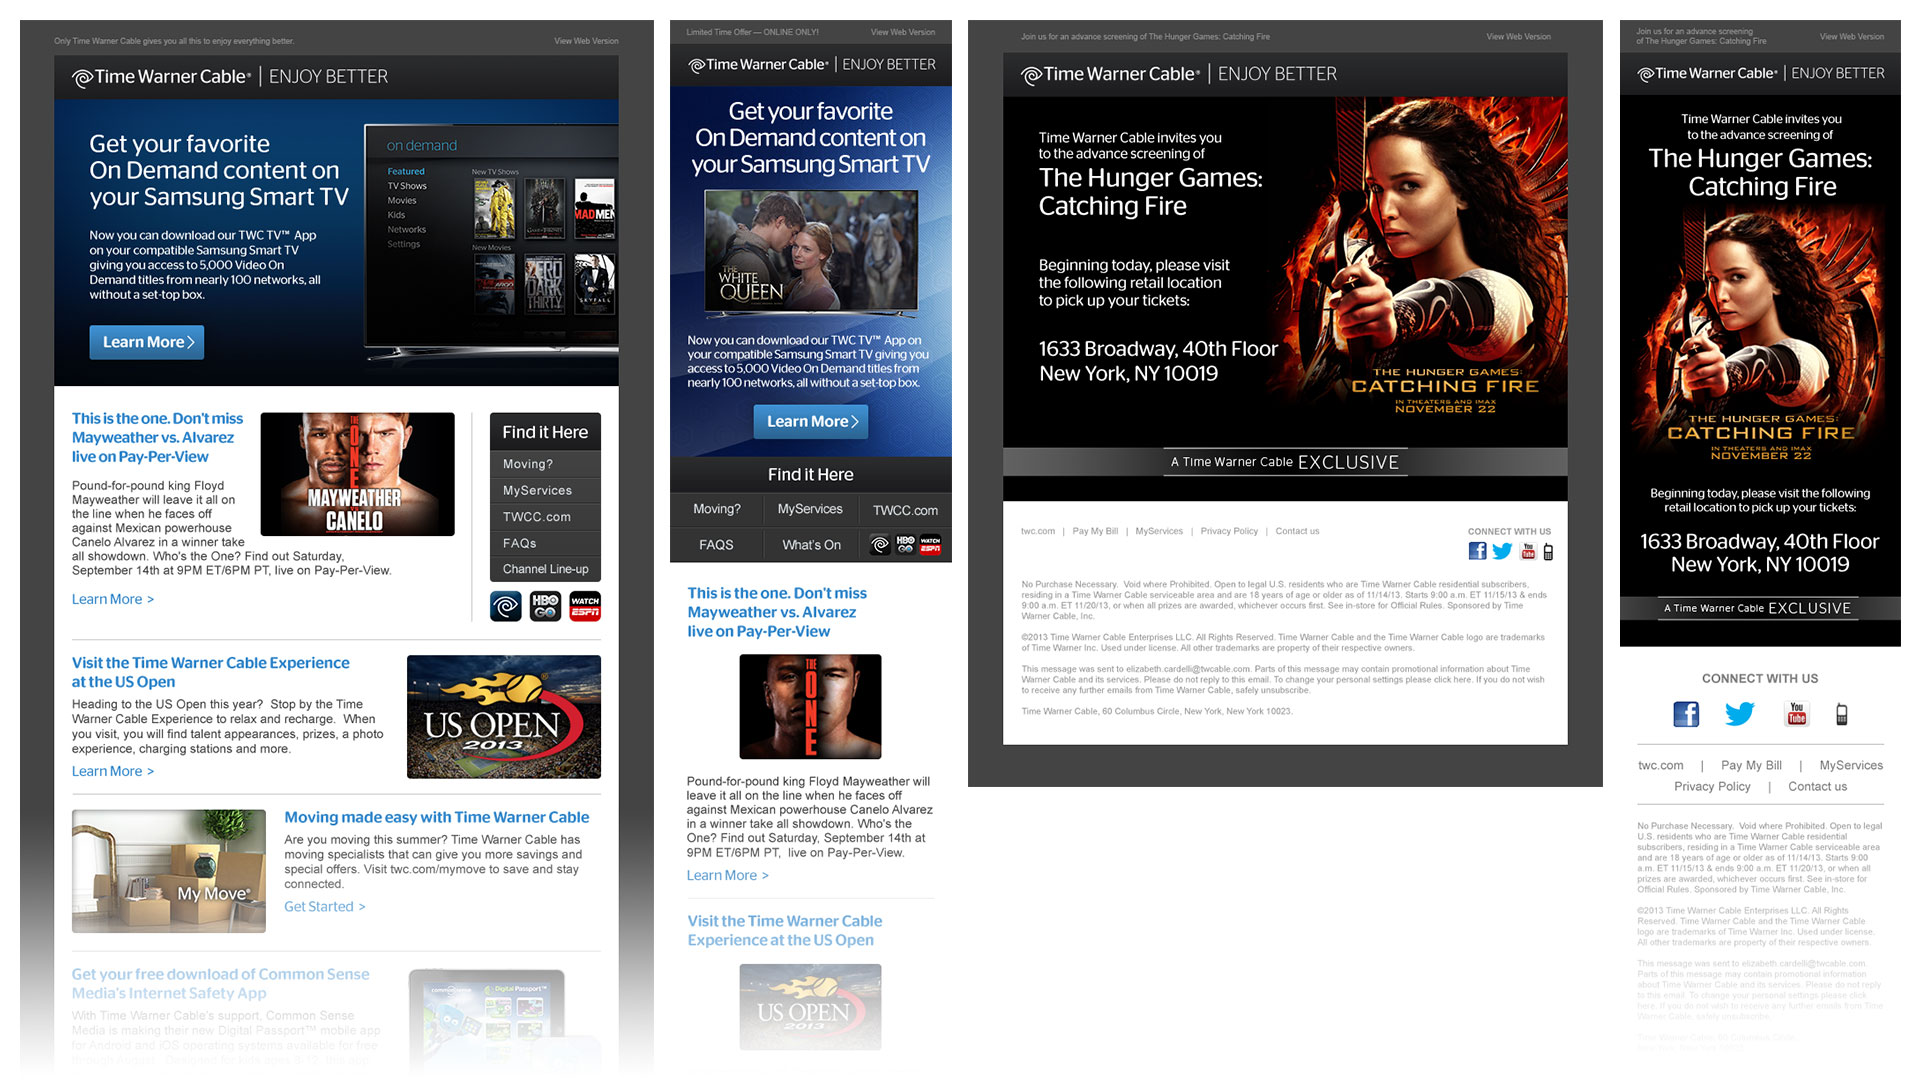 Only Time Warner Cable gives you all this to enjoy everything better.
View Web Version
Time Warner Cable® | ENJOY BETTER
Get your favorite
On Demand content on
your Samsung Smart TV
Now you can download our TWC TV™ App
on your compatible Samsung Smart TV
giving you access to 5,000 Video On
Demand titles from nearly 100 networks, all
without a set-top box.
Learn More >
on demand
Featured
TV Shows
Movies
Kids
Networks
Settings
New TV Shows
GAME OF THRONES
MAD MEN
New Movies
ZERO
DARK
THIRTY
SKYFALL
This is the one. Don't miss
Mayweather vs. Alvarez
live on Pay-Per-View
Pound-for-pound king Floyd
Mayweather will leave it all on
the line when he faces off
against Mexican powerhouse
Canelo Alvarez in a winner take
all showdown. Who's the One? Find out Saturday,
September 14th at 9PM ET/6PM PT, live on Pay-Per-View.
Learn More >
THE ONE
MAYWEATHER
CANELO
Find it Here
Moving?
MyServices
TWCC.com
FAQs
Channel Line-up
HBO GO
WATCH ESPN
Visit the Time Warner Cable Experience
at the US Open
Heading to the US Open this year? Stop by the Time
Warner Cable Experience to relax and recharge. When
you visit, you will find talent appearances, prizes, a photo
experience, charging stations and more.
Learn More >
US OPEN®
2013
My Move®
Moving made easy with Time Warner Cable
Are you moving this summer? Time Warner Cable has
moving specialists that can give you more savings and
special offers. Visit twc.com/mymove to save and stay
connected.
Get Started >
Get your free download of Common Sense
Media's Internet Safety App
With Time Warner Cable's support, Common Sense
Media is making their new Digital Passport™ mobile app
for Android and iOS operating systems available for free
through August. Designed for kids ages 8-12, this app
Digital Passport™
Limited Time Offer — ONLINE ONLY!
View Web Version
Time Warner Cable® | ENJOY BETTER
Get your favorite
On Demand content on
your Samsung Smart TV
THE
WHITE
QUEEN
Now you can download our TWC TV™ App on
your compatible Samsung Smart TV giving you
access to 5,000 Video On Demand titles from
nearly 100 networks, all without a set-top box.
Learn More >
Find it Here
Moving?
MyServices
TWCC.com
FAQS
What's On
HBO GO
WATCH ESPN
This is the one. Don't miss
Mayweather vs. Alvarez
live on Pay-Per-View
THE ONE
Pound-for-pound king Floyd Mayweather will
leave it all on the line when he faces off
against Mexican powerhouse Canelo Alvarez
in a winner take all showdown. Who's the
One? Find out Saturday, September 14th at
9PM ET/6PM PT, live on Pay-Per-View.
Learn More >
Visit the Time Warner Cable
Experience at the US Open
US OPEN
2013
Join us for an advance screening of The Hunger Games: Catching Fire
View Web Version
Time Warner Cable® | ENJOY BETTER
Time Warner Cable invites you
to the advance screening of
The Hunger Games:
Catching Fire
Beginning today, please visit
the following retail location
to pick up your tickets:
1633 Broadway, 40th Floor
New York, NY 10019
THE HUNGER GAMES:
CATCHING FIRE
IN THEATERS AND IMAX
NOVEMBER 22
A Time Warner Cable EXCLUSIVE
twc.com | Pay My Bill | MyServices | Privacy Policy | Contact us
CONNECT WITH US
You Tube
No Purchase Necessary. Void where Prohibited. Open to legal U.S. residents who are Time Warner Cable residential subscribers,
residing in a Time Warner Cable serviceable area and are 18 years of age or older as of 11/14/13. Starts 9:00 a.m. ET 11/15/13 & ends
9:00 a.m. ET 11/20/13, or when all prizes are awarded, whichever occurs first. See in-store for Official Rules. Sponsored by Time
Warner Cable, Inc.
©2013 Time Warner Cable Enterprises LLC. All Rights Reserved. Time Warner Cable and the Time Warner Cable logo are trademarks
of Time Warner Inc. Used under license. All other trademarks are property of their respective owners.
This message was sent to elizabeth.cardelli@twcable.com. Parts of this message may contain promotional information about Time
Warner Cable and its services. Please do not reply to this email. To change your personal settings please click here. If you do not wish
to receive any further emails from Time Warner Cable, safely unsubscribe.
Time Warner Cable, 60 Columbus Circle, New York, New York 10023.
Join us for an advance screening
of The Hunger Games: Catching Fire
View Web Version
Time Warner Cable® | ENJOY BETTER
Time Warner Cable invites you
to the advance screening of
The Hunger Games:
Catching Fire
THE HUNGER GAMES:
CATCHING FIRE
IN THEATERS AND IMAX
NOVEMBER 22
Beginning today, please visit the following
retail location to pick up your tickets:
1633 Broadway, 40th Floor
New York, NY 10019
A Time Warner Cable EXCLUSIVE
CONNECT WITH US
You Tube
twc.com | Pay My Bill | MyServices
Privacy Policy | Contact us
No Purchase Necessary. Void where Prohibited. Open to legal
U.S. residents who are Time Warner Cable residential
subscribers, residing in a Time Warner Cable serviceable area
and are 18 years of age or older as of 11/14/13. Starts 9:00
a.m. ET 11/15/13 & ends 9:00 a.m. ET 11/20/13, or when all
prizes are awarded, whichever occurs first. See in-store for
Official Rules. Sponsored by Time Warner Cable, Inc.
©2013 Time Warner Cable Enterprises LLC. All Rights
Reserved. Time Warner Cable and the Time Warner Cable
logo are trademarks of Time Warner Inc. Used under license.
All other trademarks are property of their respective owners.
This message was sent to elizabeth.cardelli@twcable.com.
Parts of this message may contain promotional information
about Time Warner Cable and its services. Please do not reply
to this email. To change your personal settings please click
here. If you do not wish to receive any further emails from Time
Warner Cable, safely unsubscribe.
Time Warner Cable, 60 Columbus Circle,